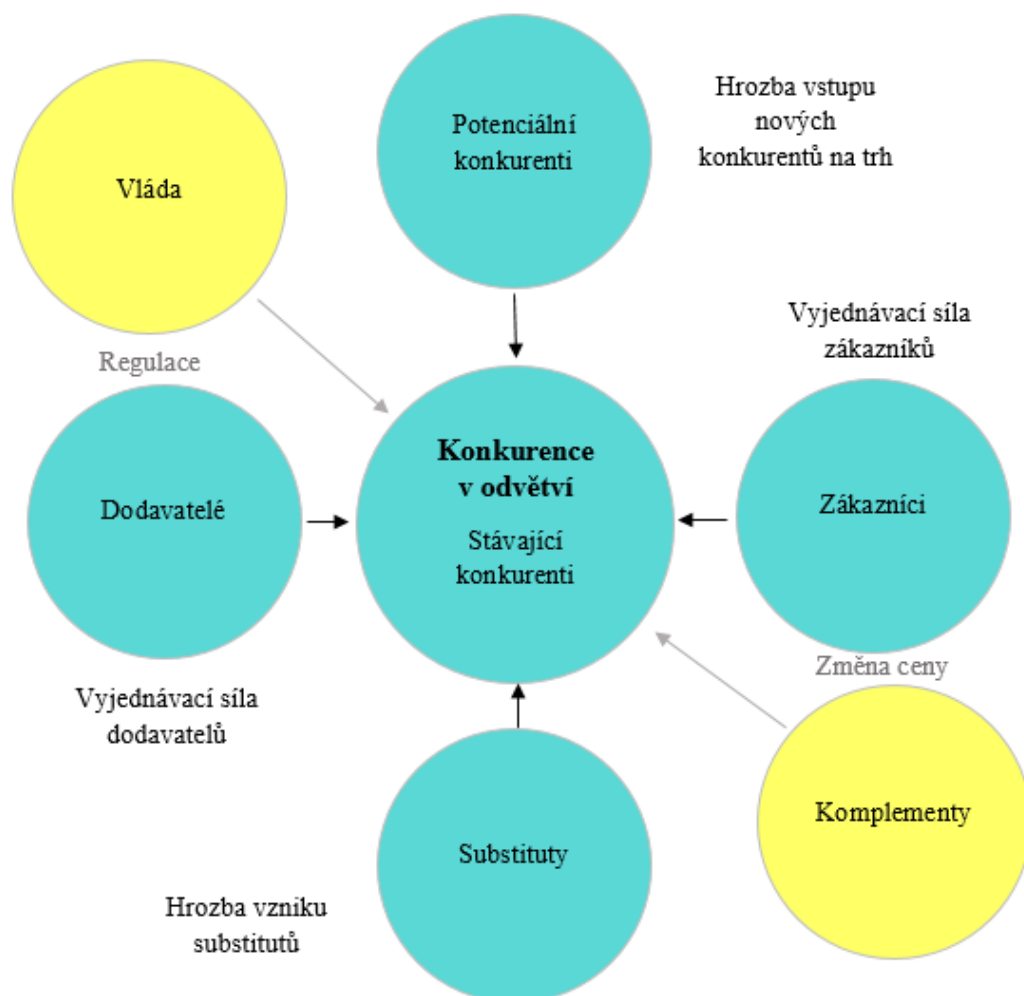 Potenciální
konkurenti
Hrozba vstupu
nových
konkurentů na trh
Vláda
Regulace
Vyjednávací síla
zákazníků
Dodavatelé
Konkurence
v odvětví
Stávající
konkurenti
Zákazníci
Vyjednávací síla
dodavatelů
Změna ceny
Komplementy
Substituty
Hrozba vzniku
substitutů